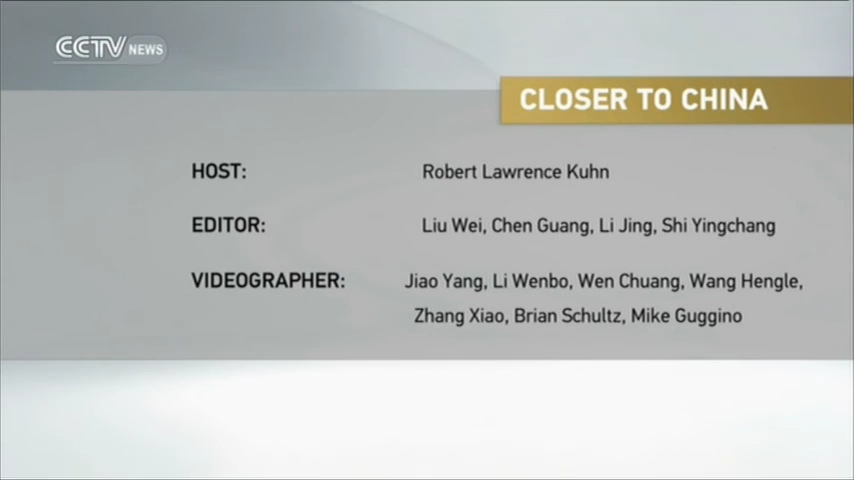 CCTV NEWS
CLOSER TO CHINA
HOST: Robert Lawrence Kuhn
EDITOR: Liu Wei, Chen Guang, Li Jing, Shi Yingchang
VIDEOGRAPHER: Jiao Yang, Li Wenbo, Wen Chuang, Wang Hengle,
Zhang Xiao, Brian Schultz, Mike Guggino